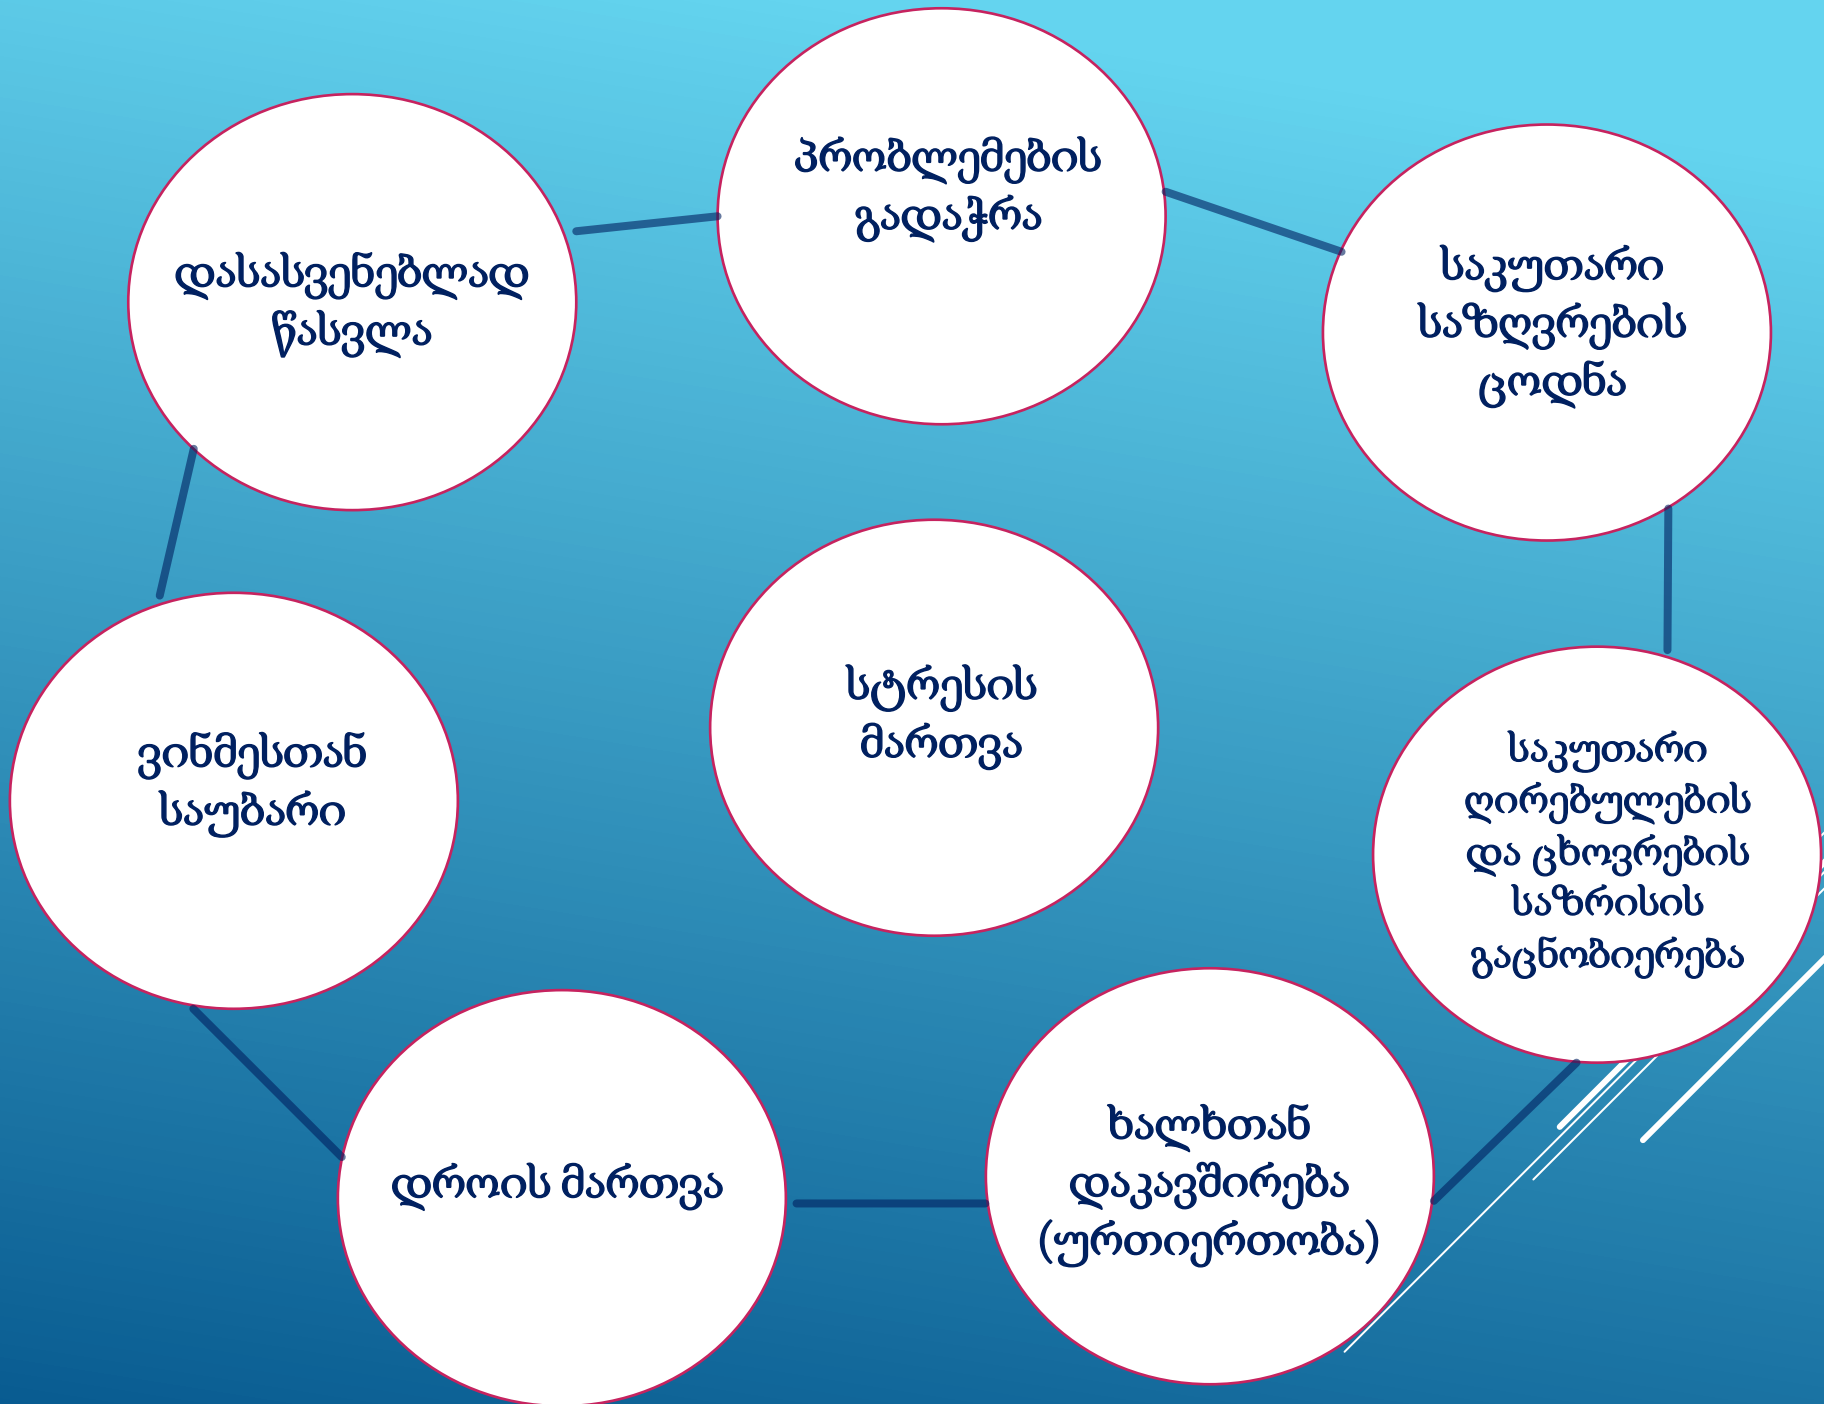 პრობლემების
გადაჭრა
დასასვენებლად
წასვლა
საკუთარი
საზღვრების
ცოდნა
სტრესის
მართვა
ვინმესთან
საუბარი
საკუთარი
ღირებულების
და ცხოვრების
საზრისის
გაცნობიერება
დროის მართვა
ხალხთან
დაკავშირება
(ურთიერთობა)